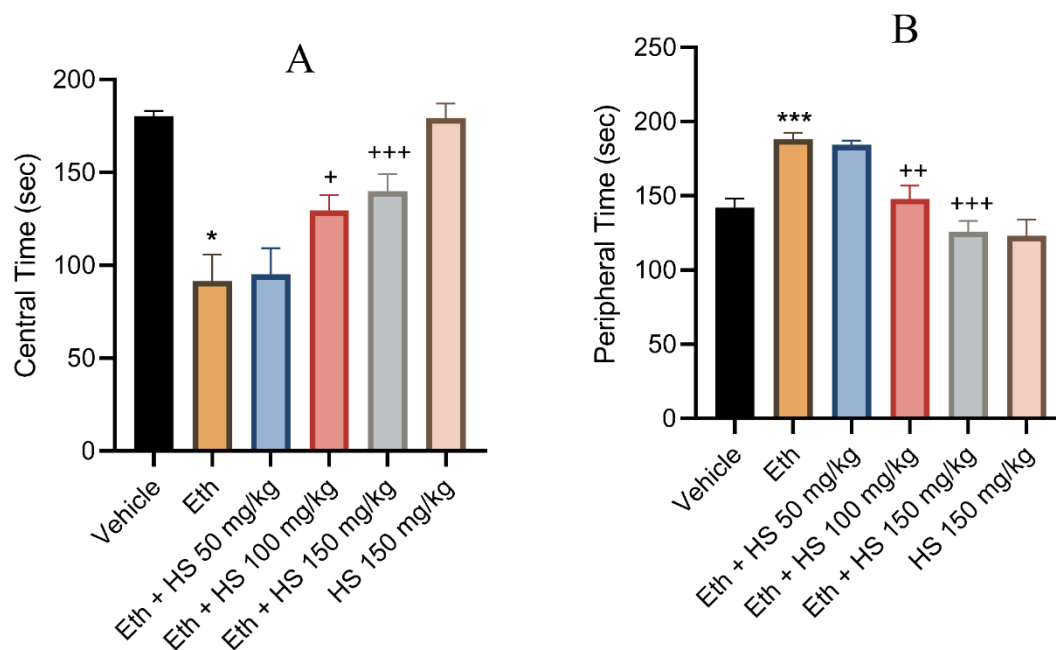 A
Central Time (sec)
200
150
100
50
0
*
+
+++
Vehicle
Eth
Eth + HS 50 mg/kg
Eth + HS 100 mg/kg
Eth + HS 150 mg/kg
HS 150 mg/kg
B
Peripheral Time (sec)
250
200
150
100
50
0
***
++
+++
Vehicle
Eth
Eth + HS 50 mg/kg
Eth + HS 100 mg/kg
Eth + HS 150 mg/kg
HS 150 mg/kg